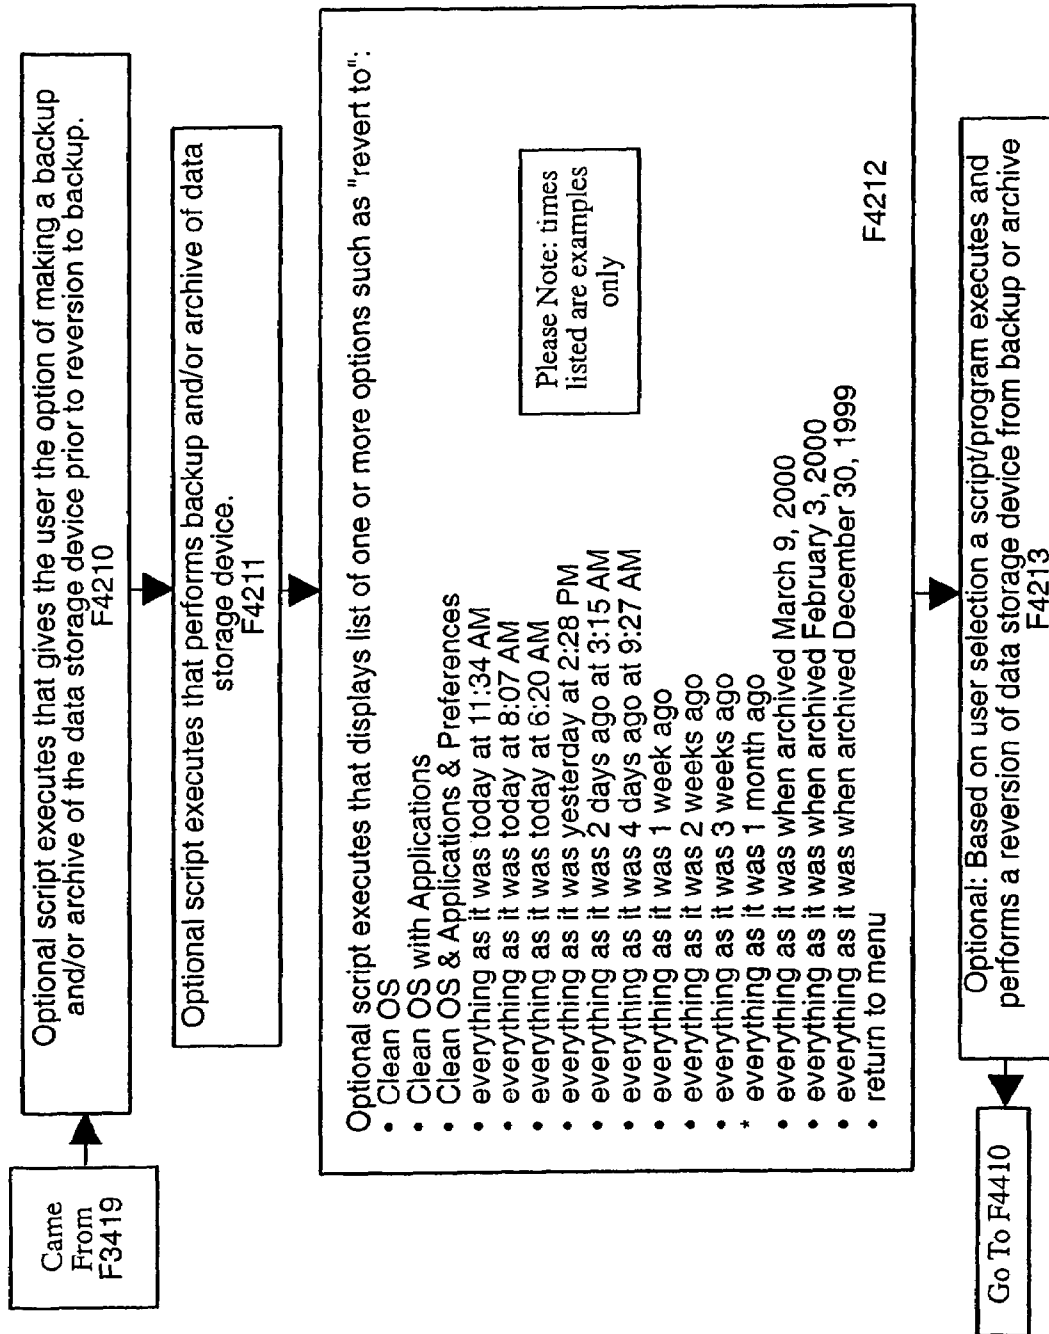 Came
From
F3419
Optional script executes that gives the user the option of making a backup
and/or archive of the data storage device prior to reversion to backup.
F4210
Optional script executes that performs backup and/or archive of data
storage device.
F4211
Optional script executes that displays list of one or more options such as "revert to":
• Clean OS
• Clean OS with Applications
• Clean OS & Applications & Preferences
• everything as it was today at 11:34 AM
• everything as it was today at 8:07 AM
• everything as it was today at 6:20 AM
• everything as it was yesterday at 2:28 PM
• everything as it was 2 days ago at 3:15 AM
• everything as it was 4 days ago at 9:27 AM
• everything as it was 1 week ago
• everything as it was 2 weeks ago
• everything as it was 3 weeks ago
* everything as it was 1 month ago
• everything as it was when archived March 9, 2000
• everything as it was when archived February 3, 2000
• everything as it was when archived December 30, 1999
• return to menu
Please Note: times
listed are examples
only
F4212
Optional: Based on user selection a script/program executes and
performs a reversion of data storage device from backup or archive
F4213
Go To F4410